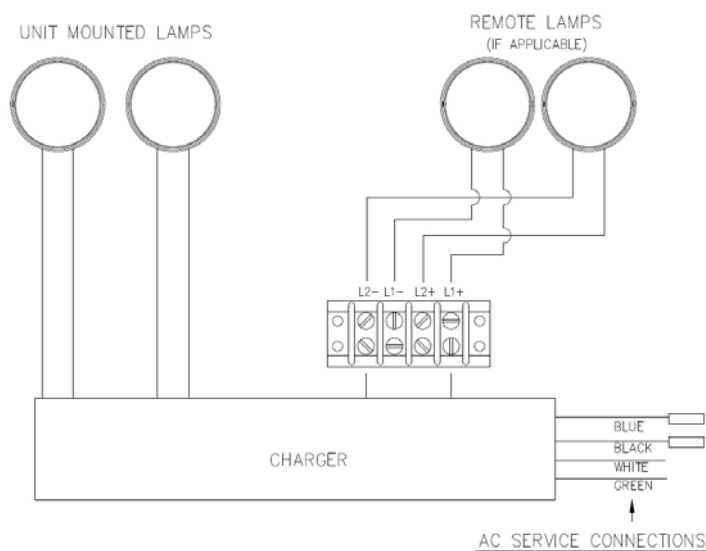 UNIT MOUNTED LAMPS
REMOTE LAMPS
(IF APPLICABLE)
L2- L1- L2+ L1+
CHARGER
BLUE
BLACK
WHITE
GREEN
AC SERVICE CONNECTIONS